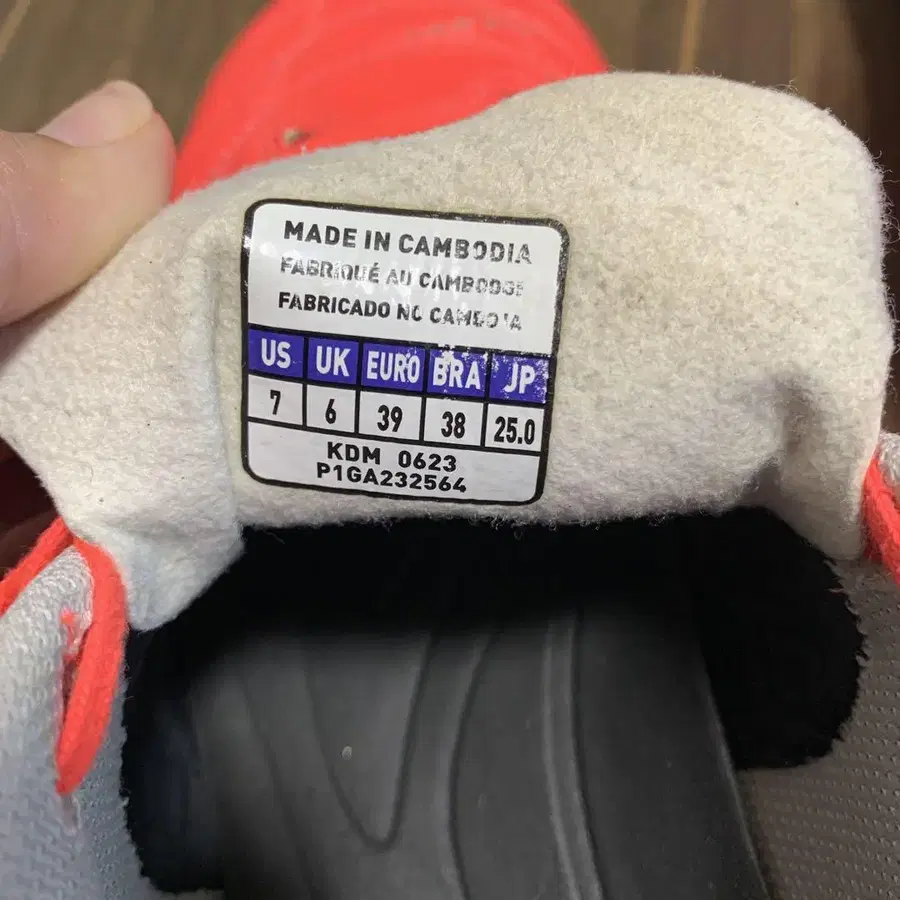 MADE IN CAMBODIA
FABRIQUÉ AU CAMBODGE
FABRICADO NO CAMBOJA
US UK EURO BRA JP
7 6 39 38 25.0
KDM 0623
P1GA232564